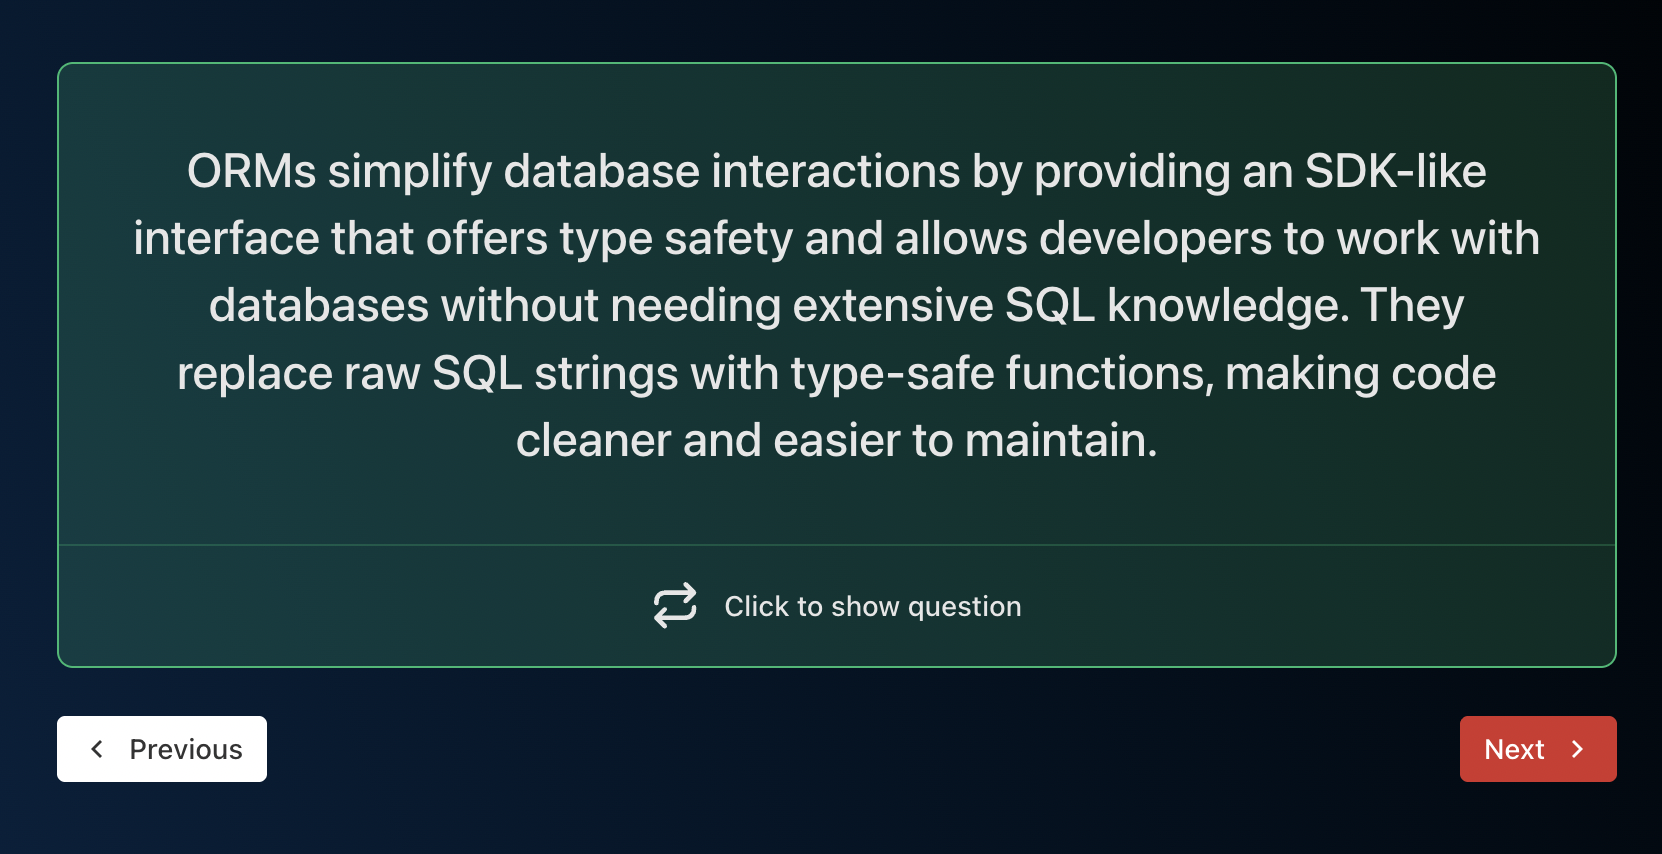 ORMs simplify database interactions by providing an SDK-like
interface that offers type safety and allows developers to work with
databases without needing extensive SQL knowledge. They
replace raw SQL strings with type-safe functions, making code
cleaner and easier to maintain.
Click to show question
Previous
Next